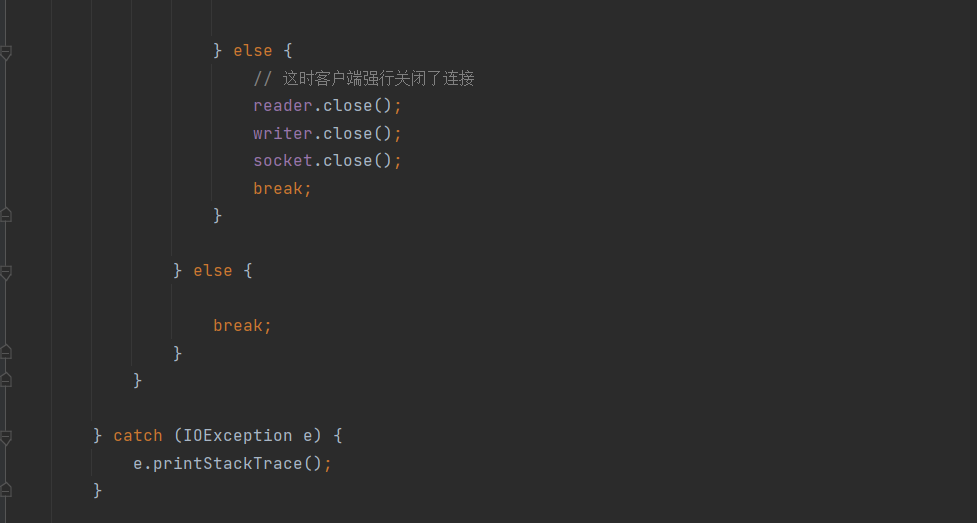 } else {
// 这时客户端强行关闭了连接
reader.close();
writer.close();
socket.close();
break;
}
} else {
break;
}
}
} catch (IOException e) {
e.printStackTrace();
}